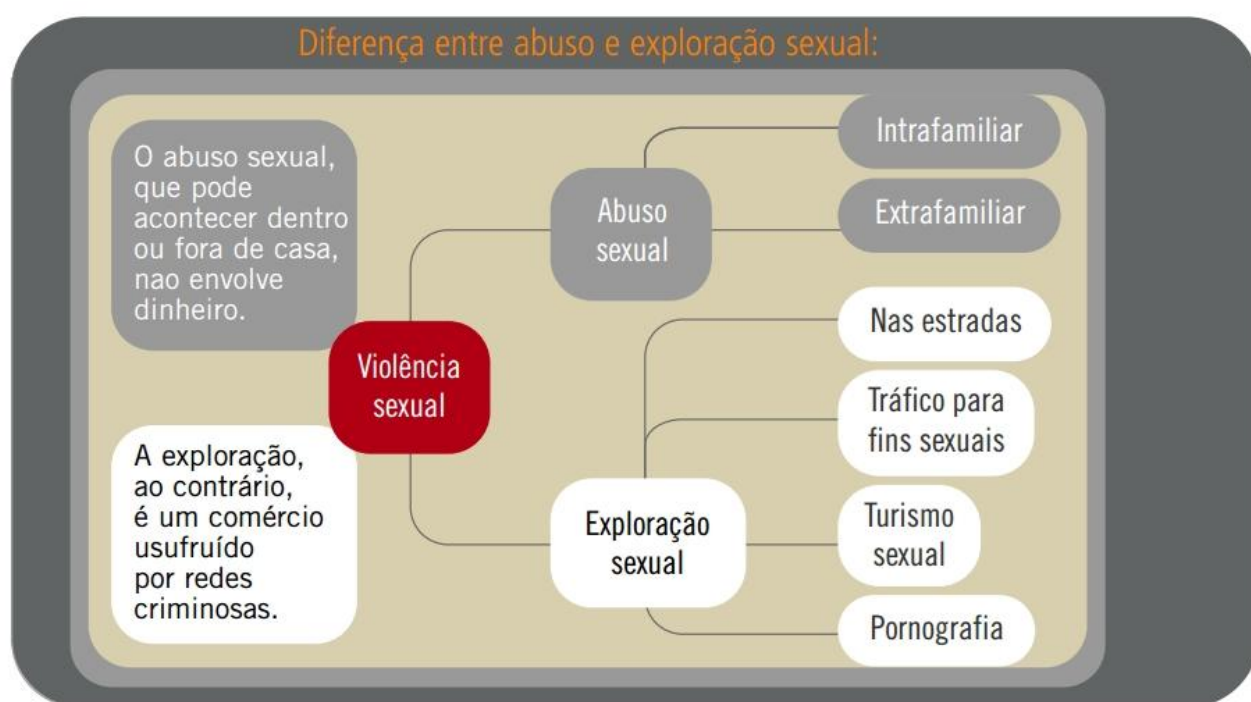 Diferença entre abuso e exploração sexual:
O abuso sexual,
que pode
acontecer dentro
ou fora de casa,
nao envolve
dinheiro.
A exploração,
ao contrário,
é um comércio
usufruído
por redes
criminosas.
Violência
sexual
Abuso
sexual
Intrafamiliar
Extrafamiliar
Exploração
sexual
Nas estradas
Tráfico para
fins sexuais
Turismo
sexual
Pornografia